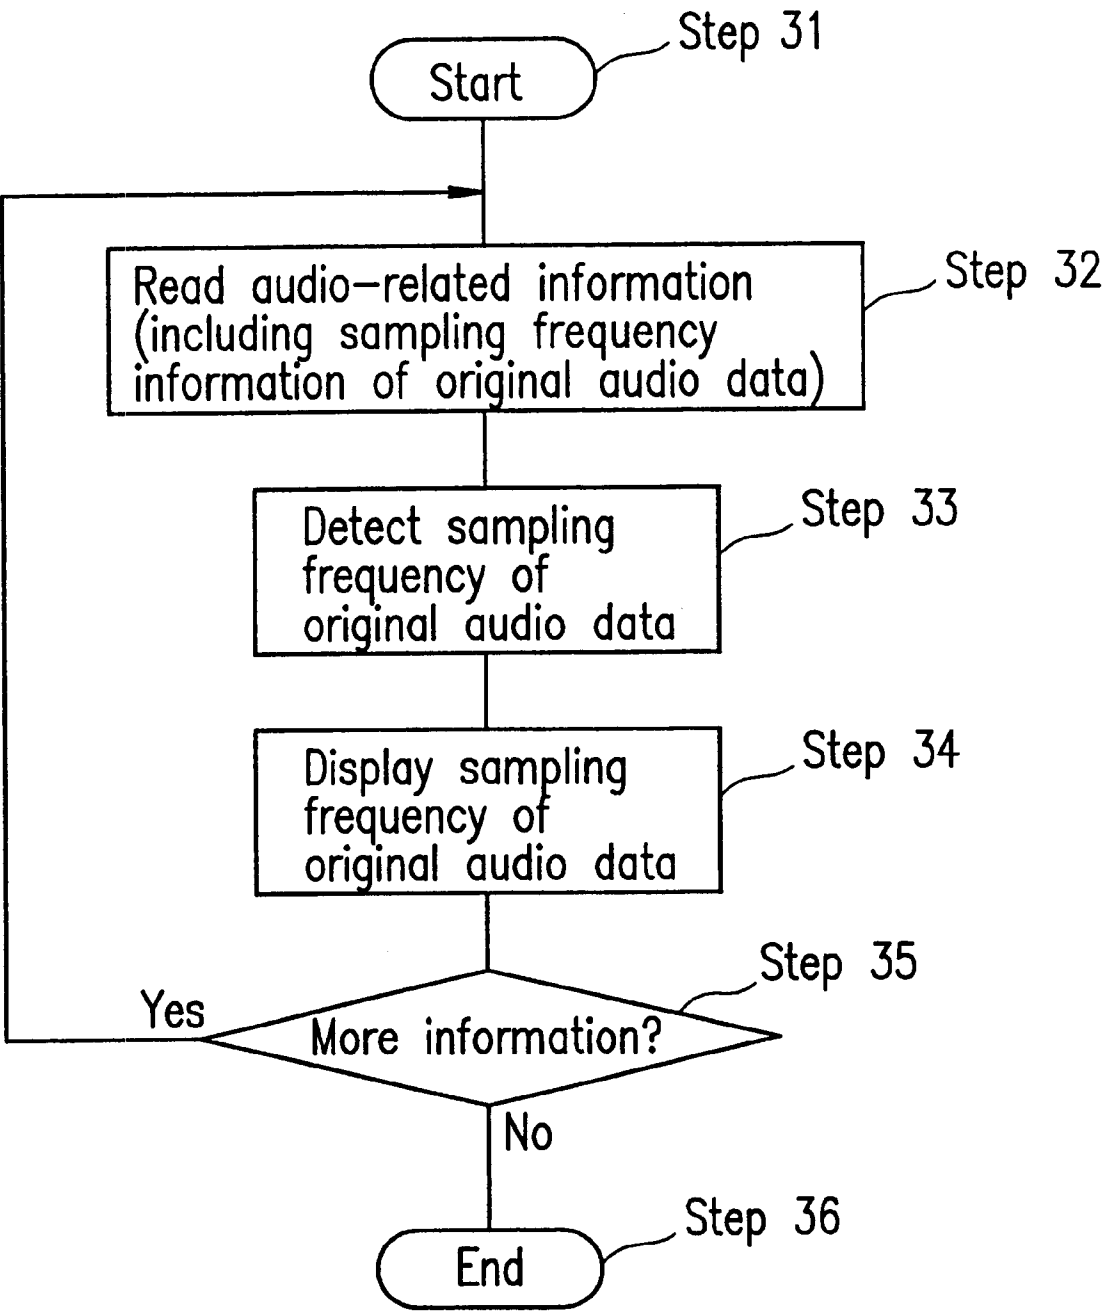 Step 31
Start
Step 32
Read audio-related information
(including sampling frequency
information of original audio data)
Step 33
Detect sampling
frequency of
original audio data
Step 34
Display sampling
frequency of
original audio data
Step 35
Yes
More information?
No
Step 36
End